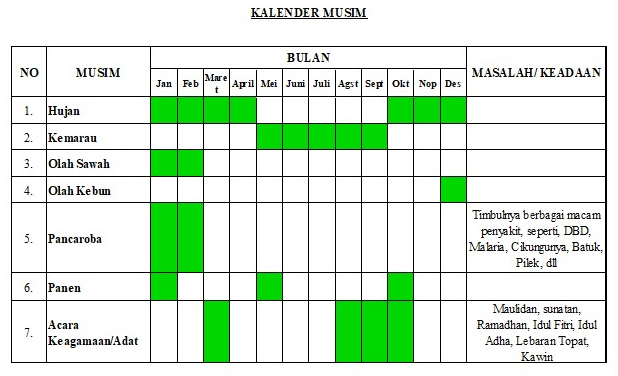 KALENDER MUSIM
NO MUSIM BULAN MASALAH/ KEADAAN
Jan Feb Mare t April Mei Juni Juli Agst Sept Okt Nop Des
1. Hujan
2. Kemarau
3. Olah Sawah
4. Olah Kebun
5. Pancaroba
Timbulnya berbagai macam
penyakit, seperti, DBD,
Malaria, Cikungunya, Batuk,
Pilek, dll
6. Panen
7. Acara
Keagamaan/Adat
Maulidan, sunatan,
Ramadhan, Idul Fitri, Idul
Adha, Lebaran Topat,
Kawin